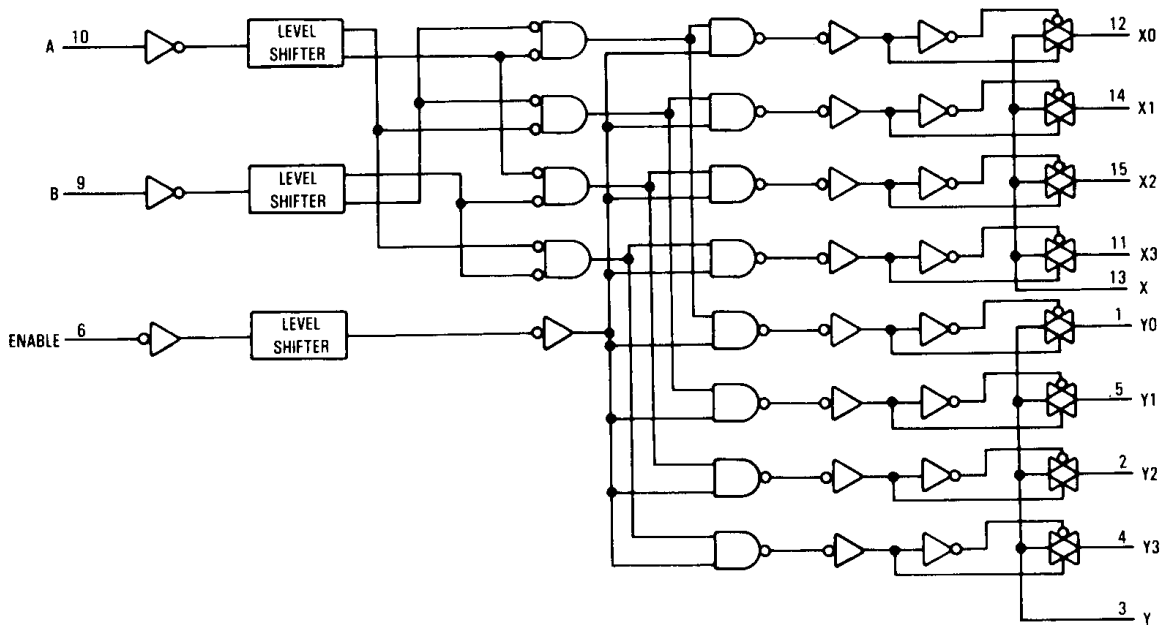 A 10
LEVEL
SHIFTER
B 9
LEVEL
SHIFTER
ENABLE 6
LEVEL
SHIFTER
12 X0
14 X1
15 X2
11 X3
13 X
1 Y0
5 Y1
2 Y2
4 Y3
3 Y